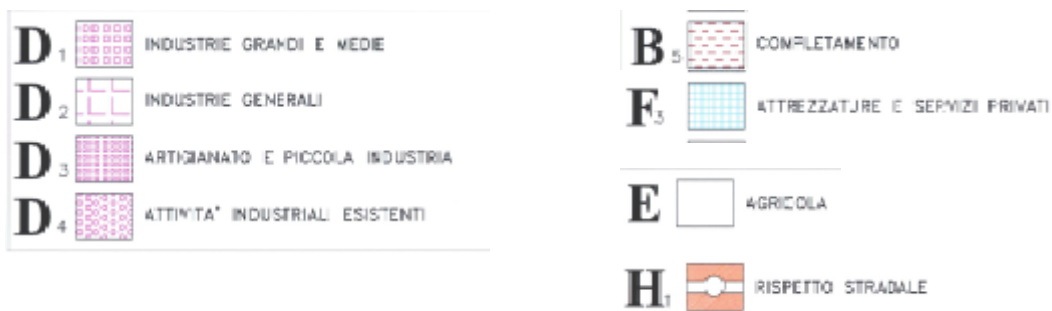 D1 INDUSTRIE GRANDI E MEDIE
D2 INDUSTRIE GENERALI
D3 ARTIGIANATO E PICCOLA INDUSTRIA
D4 ATTIVITA' INDUSTRIALI ESISTENTI
B5 COMPLETAMENTO
F3 ATTREZZATURE E SERVIZI PRIVATI
E AGRICOLA
H1 RISPETTO STRADALE